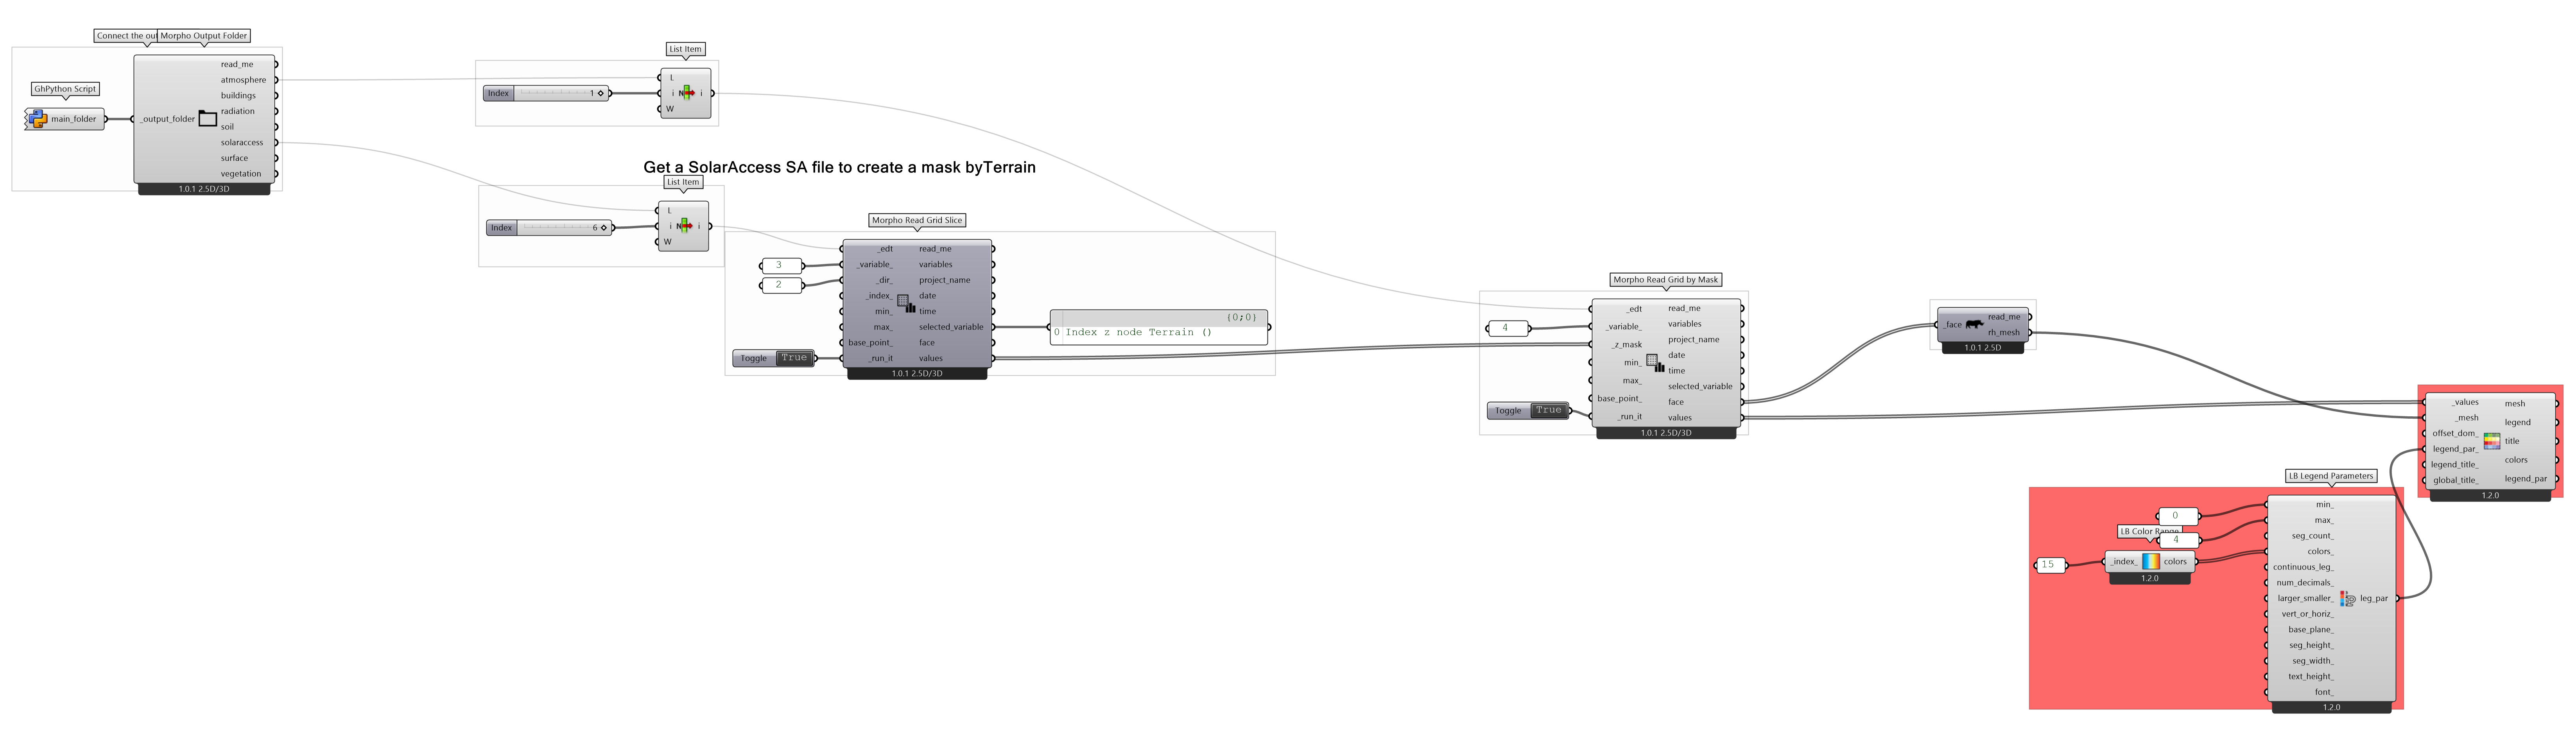 Connect the out
Morpho Output Folder
GhPython Script
main_folder
_output_folder
read_me
atmosphere
buildings
radiation
soil
solaraccess
surface
vegetation
1.0.1 2.5D/3D
List Item
Index 1
L
i
W
N
i
Get a SolarAccess SA file to create a mask byTerrain
List Item
Index 6
L
i
W
N
i
Morpho Read Grid Slice
3
2
Toggle True
_edt
_variable_
_dir_
_index_
min_
max_
base_point_
_run_it
read_me
variables
project_name
date
time
selected_variable
face
values
1.0.1 2.5D/3D
{0;0}
0 Index z node Terrain ()
Morpho Read Grid by Mask
4
Toggle True
_edt
_variable_
_z_mask
min_
max_
base_point_
_run_it
read_me
variables
project_name
date
time
selected_variable
face
values
1.0.1 2.5D/3D
_face
read_me
rh_mesh
1.0.1 2.5D
_values
_mesh
offset_dom_
legend_par_
legend_title_
global_title_
mesh
legend
title
colors
legend_par
1.2.0
LB Legend Parameters
0
LB Color Range
4
15
_index_
colors
1.2.0
min_
max_
seg_count_
colors_
continuous_leg_
num_decimals_
larger_smaller_
vert_or_horiz_
base_plane_
seg_height_
seg_width_
text_height_
font_
leg_par
1.2.0